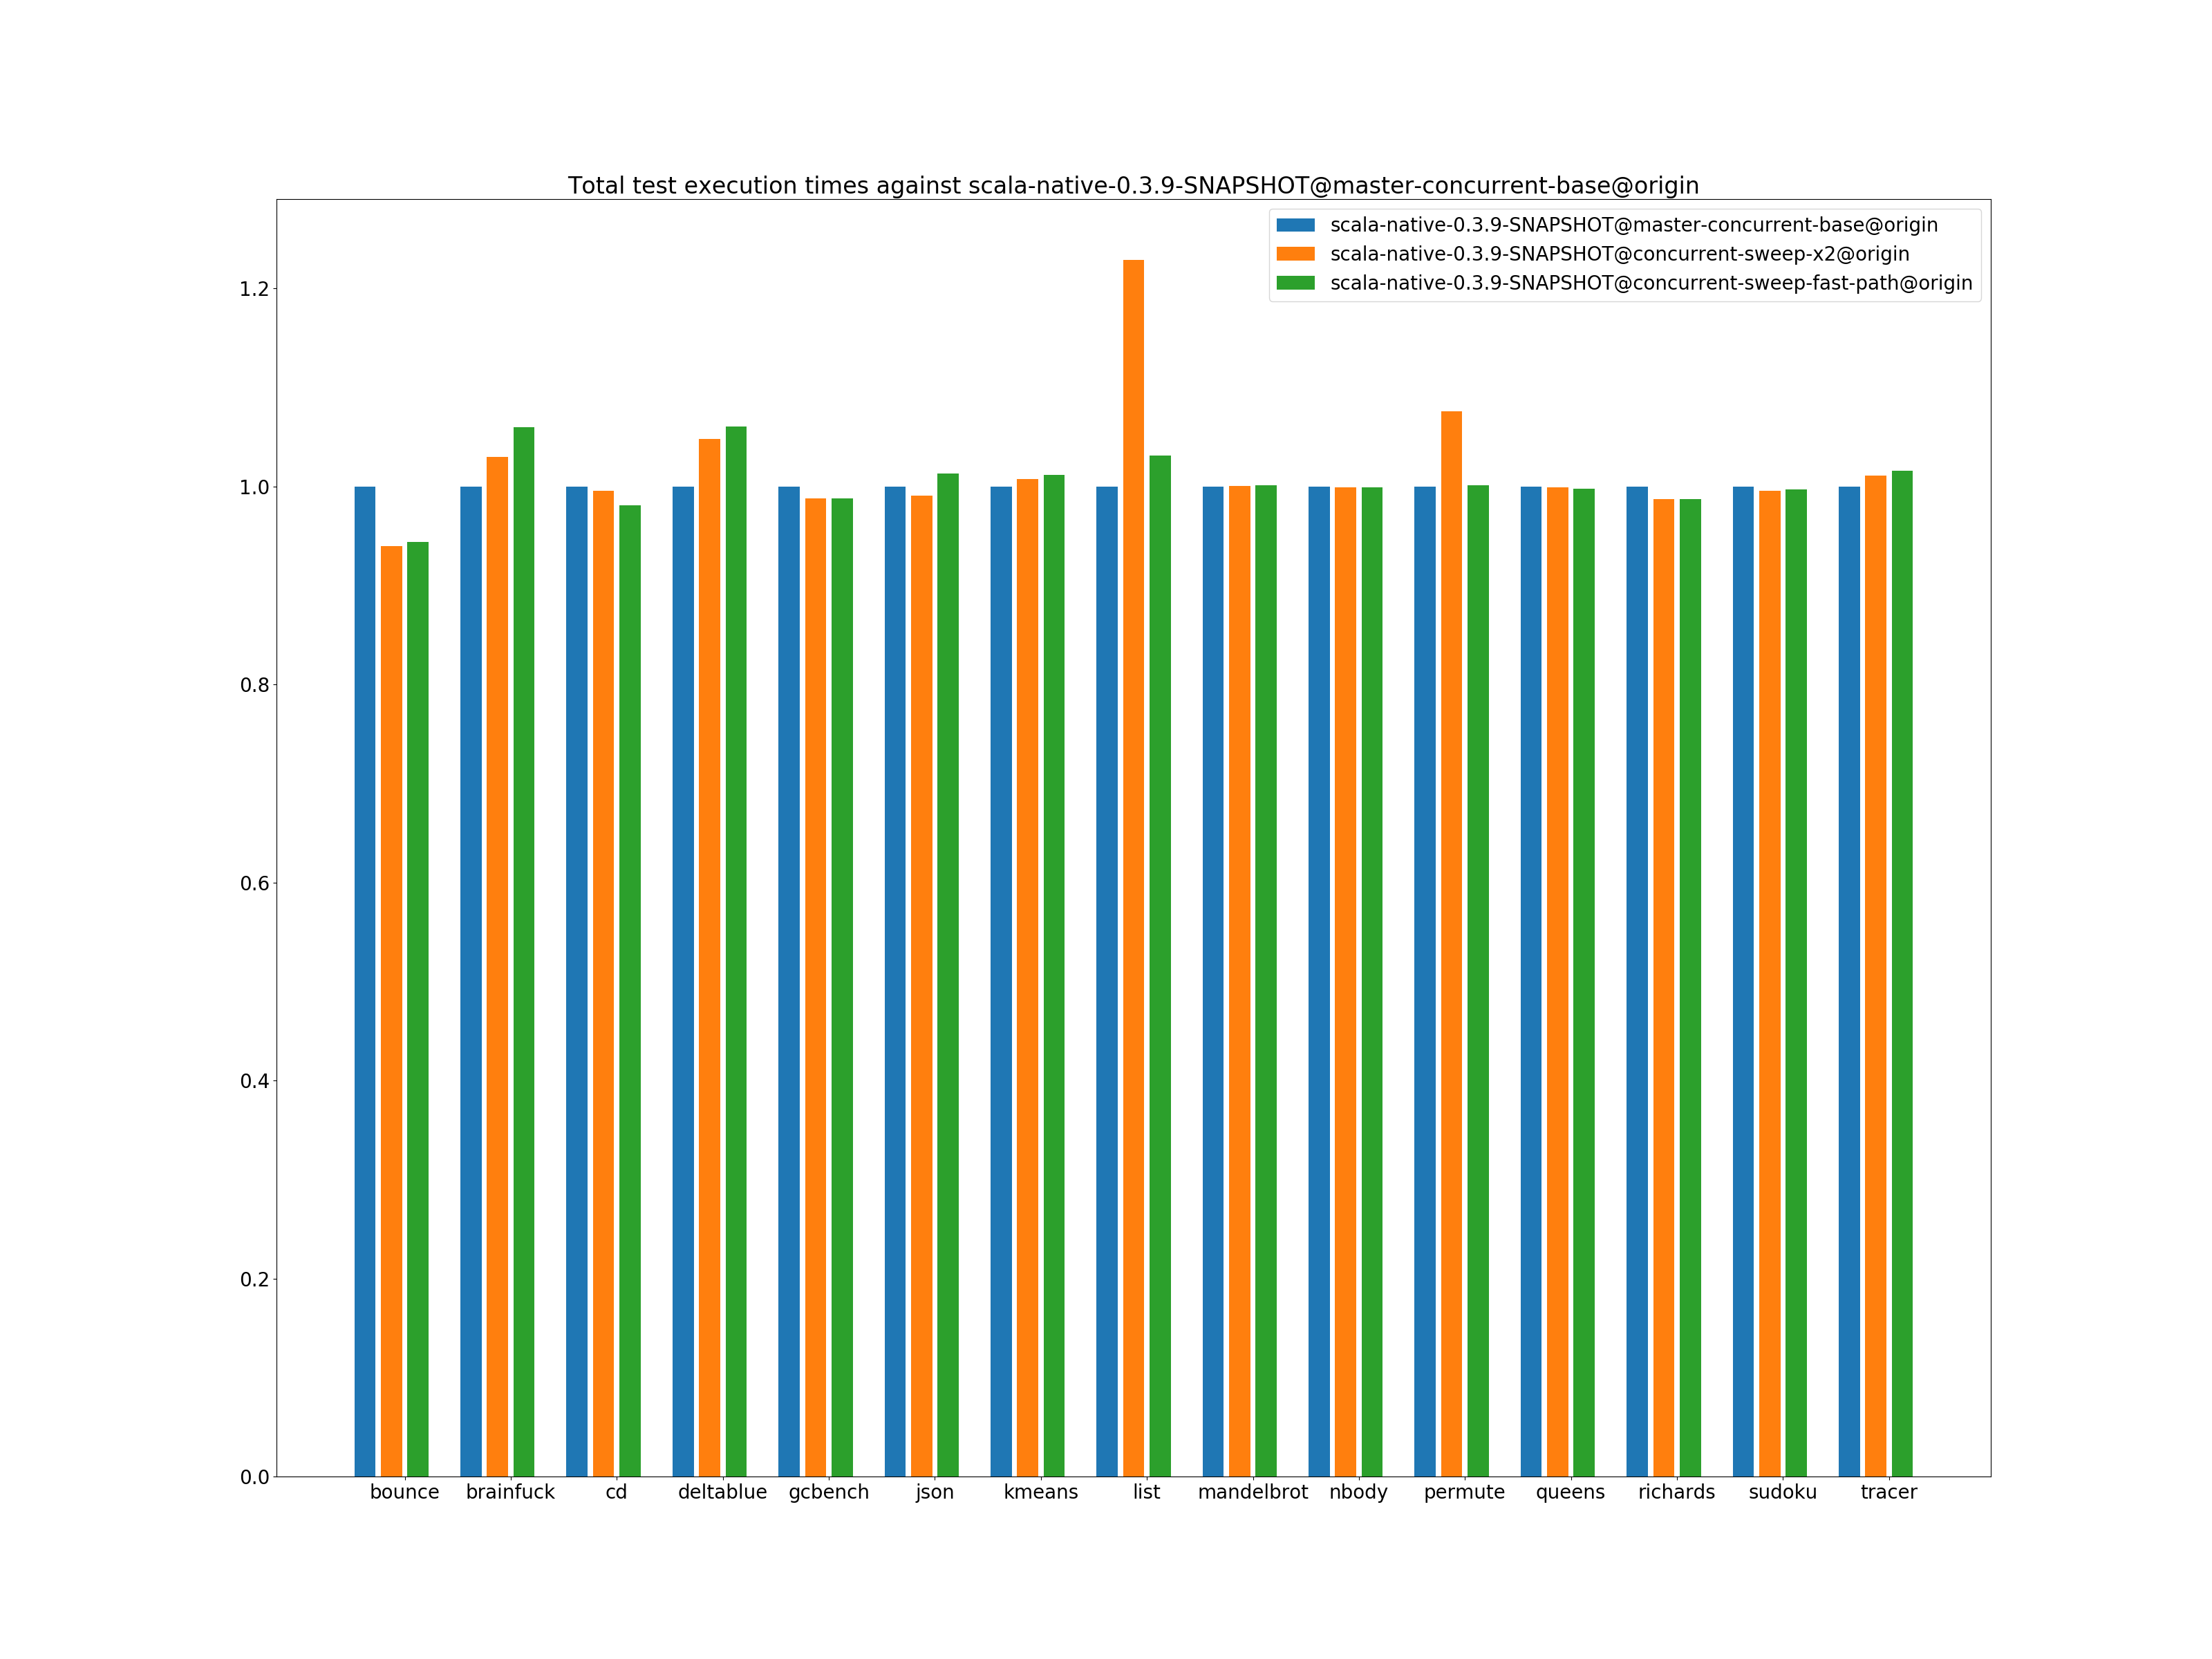 Total test execution times against scala-native-0.3.9-SNAPSHOT@master-concurrent-base@origin
scala-native-0.3.9-SNAPSHOT@master-concurrent-base@origin
scala-native-0.3.9-SNAPSHOT@concurrent-sweep-x2@origin
scala-native-0.3.9-SNAPSHOT@concurrent-sweep-fast-path@origin
1.2
1.0
0.8
0.6
0.4
0.2
0.0
bounce brainfuck cd deltablue gcbench json kmeans list mandelbrot nbody permute queens richards sudoku tracer